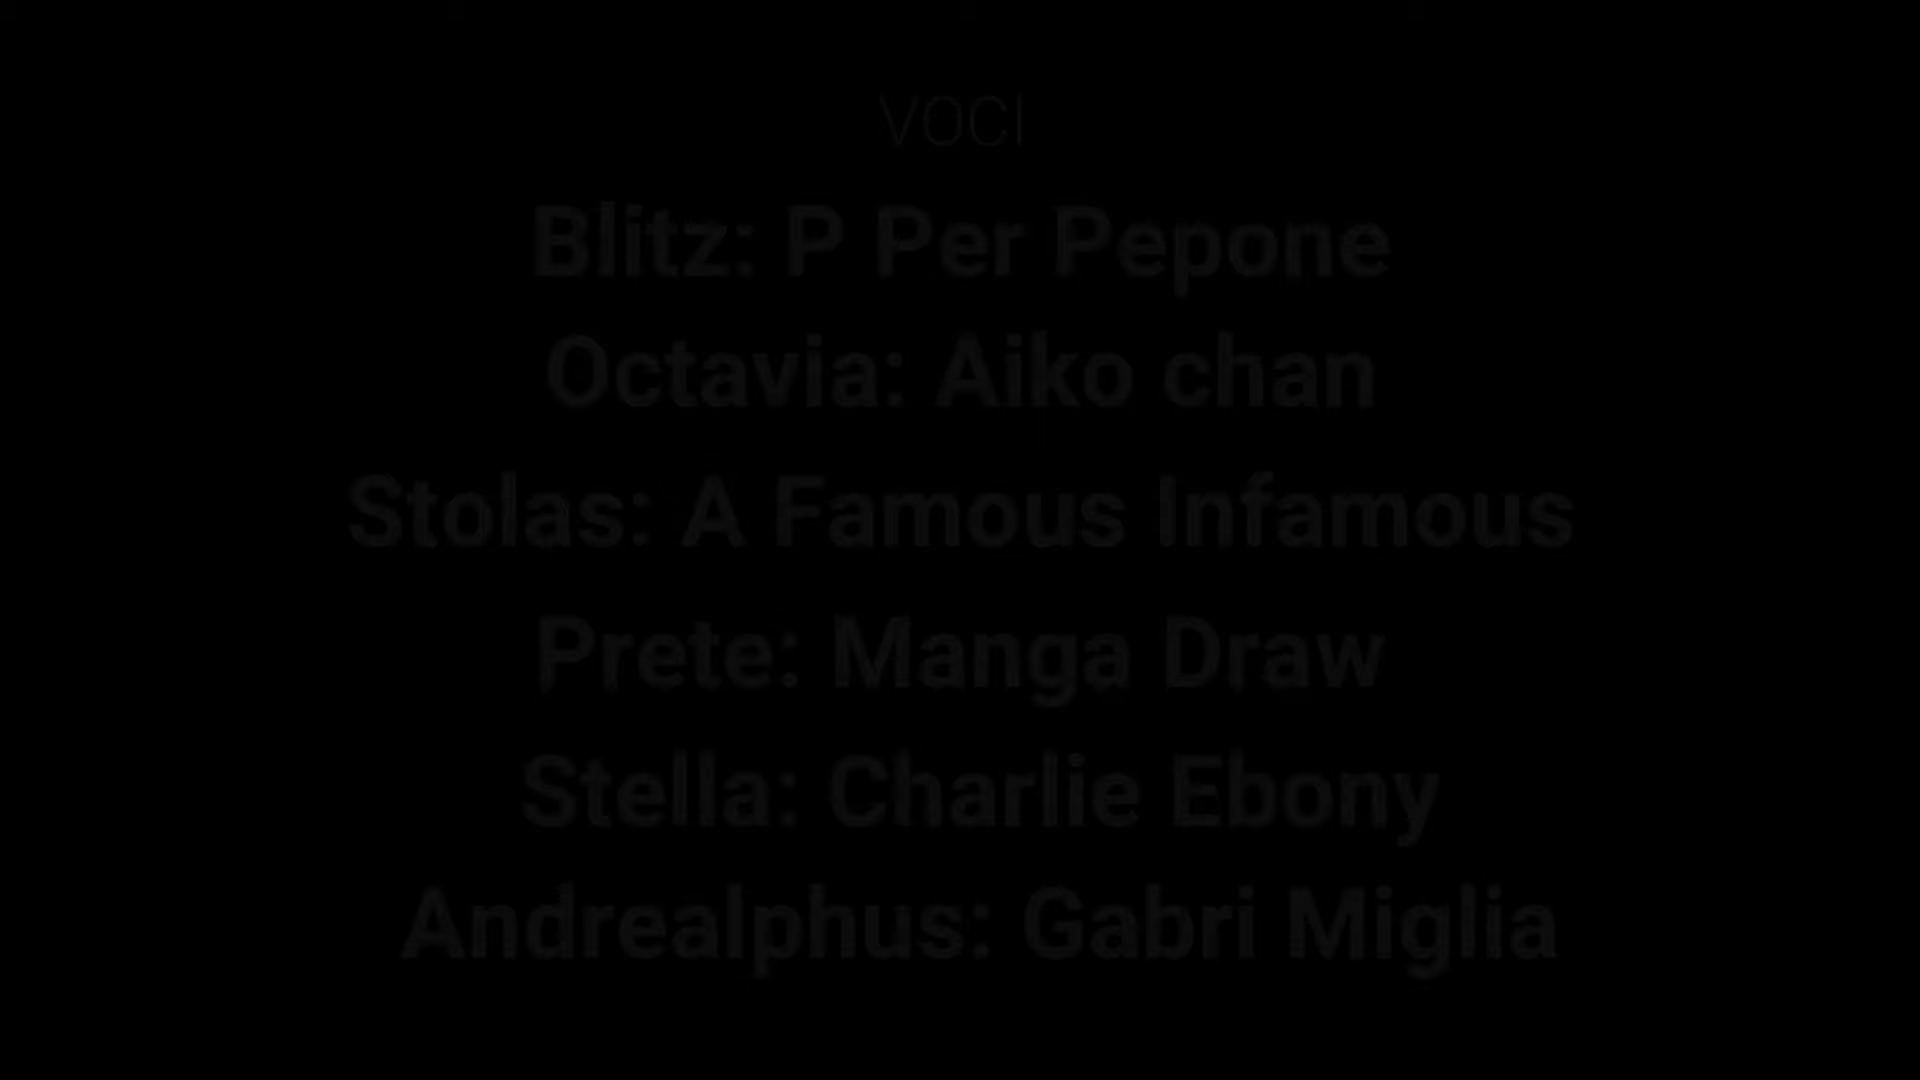 VOCI
Blitz: P Per Pepone
Octavia: Aiko chan
Stolas: A Famous Infamous
Prete: Manga Draw
Stella: Charlie Ebony
Andrealphus: Gabri Miglia